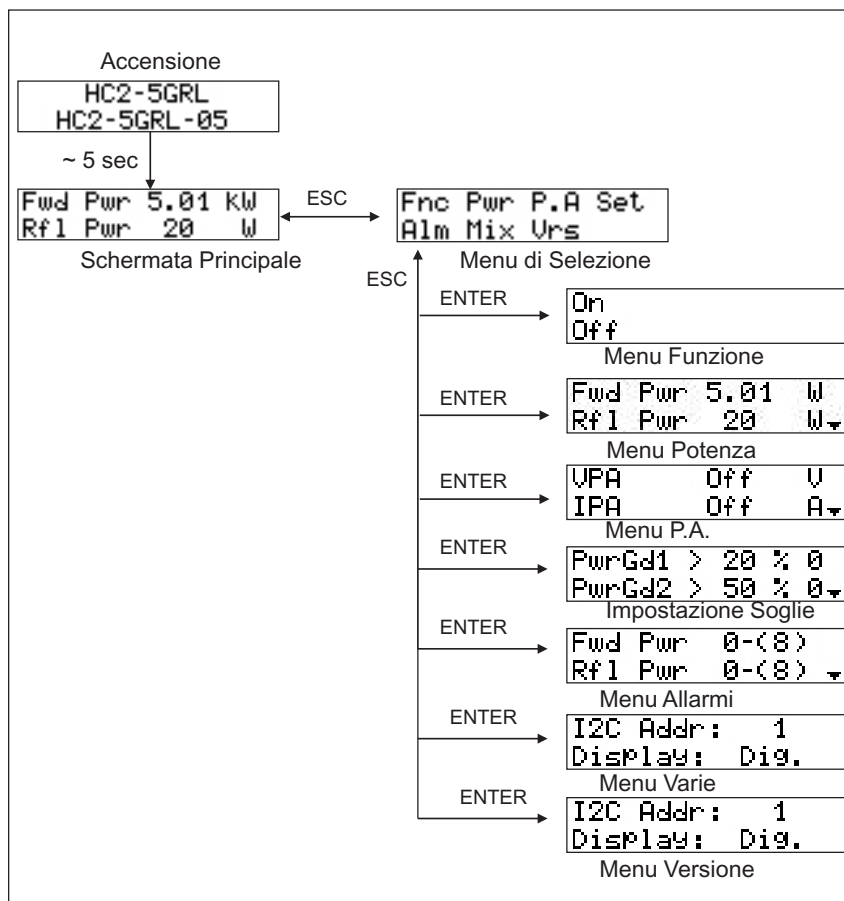 Accensione
HC2-5GRL
HC2-5GRL-05
~ 5 sec
Fwd Pwr 5.01 KW
Rfl Pwr 20 W
ESC
Fnc Pwr P.A Set
Alm Mix Vrs
Schermata Principale
Menu di Selezione
ESC
ENTER
On
Off
Menu Funzione
ENTER
Fwd Pwr 5.01 W
Rfl Pwr 20 W
Menu Potenza
ENTER
VPA Off V
IPA Off A
Menu P.A.
ENTER
PwrGd1 > 20 % 0
PwrGd2 > 50 % 0
Impostazione Soglie
ENTER
Fwd Pwr 0-(8)
Rfl Pwr 0-(8)
Menu Allarmi
ENTER
I2C Addr: 1
Display: Dig.
Menu Varie
ENTER
I2C Addr: 1
Display: Dig.
Menu Versione